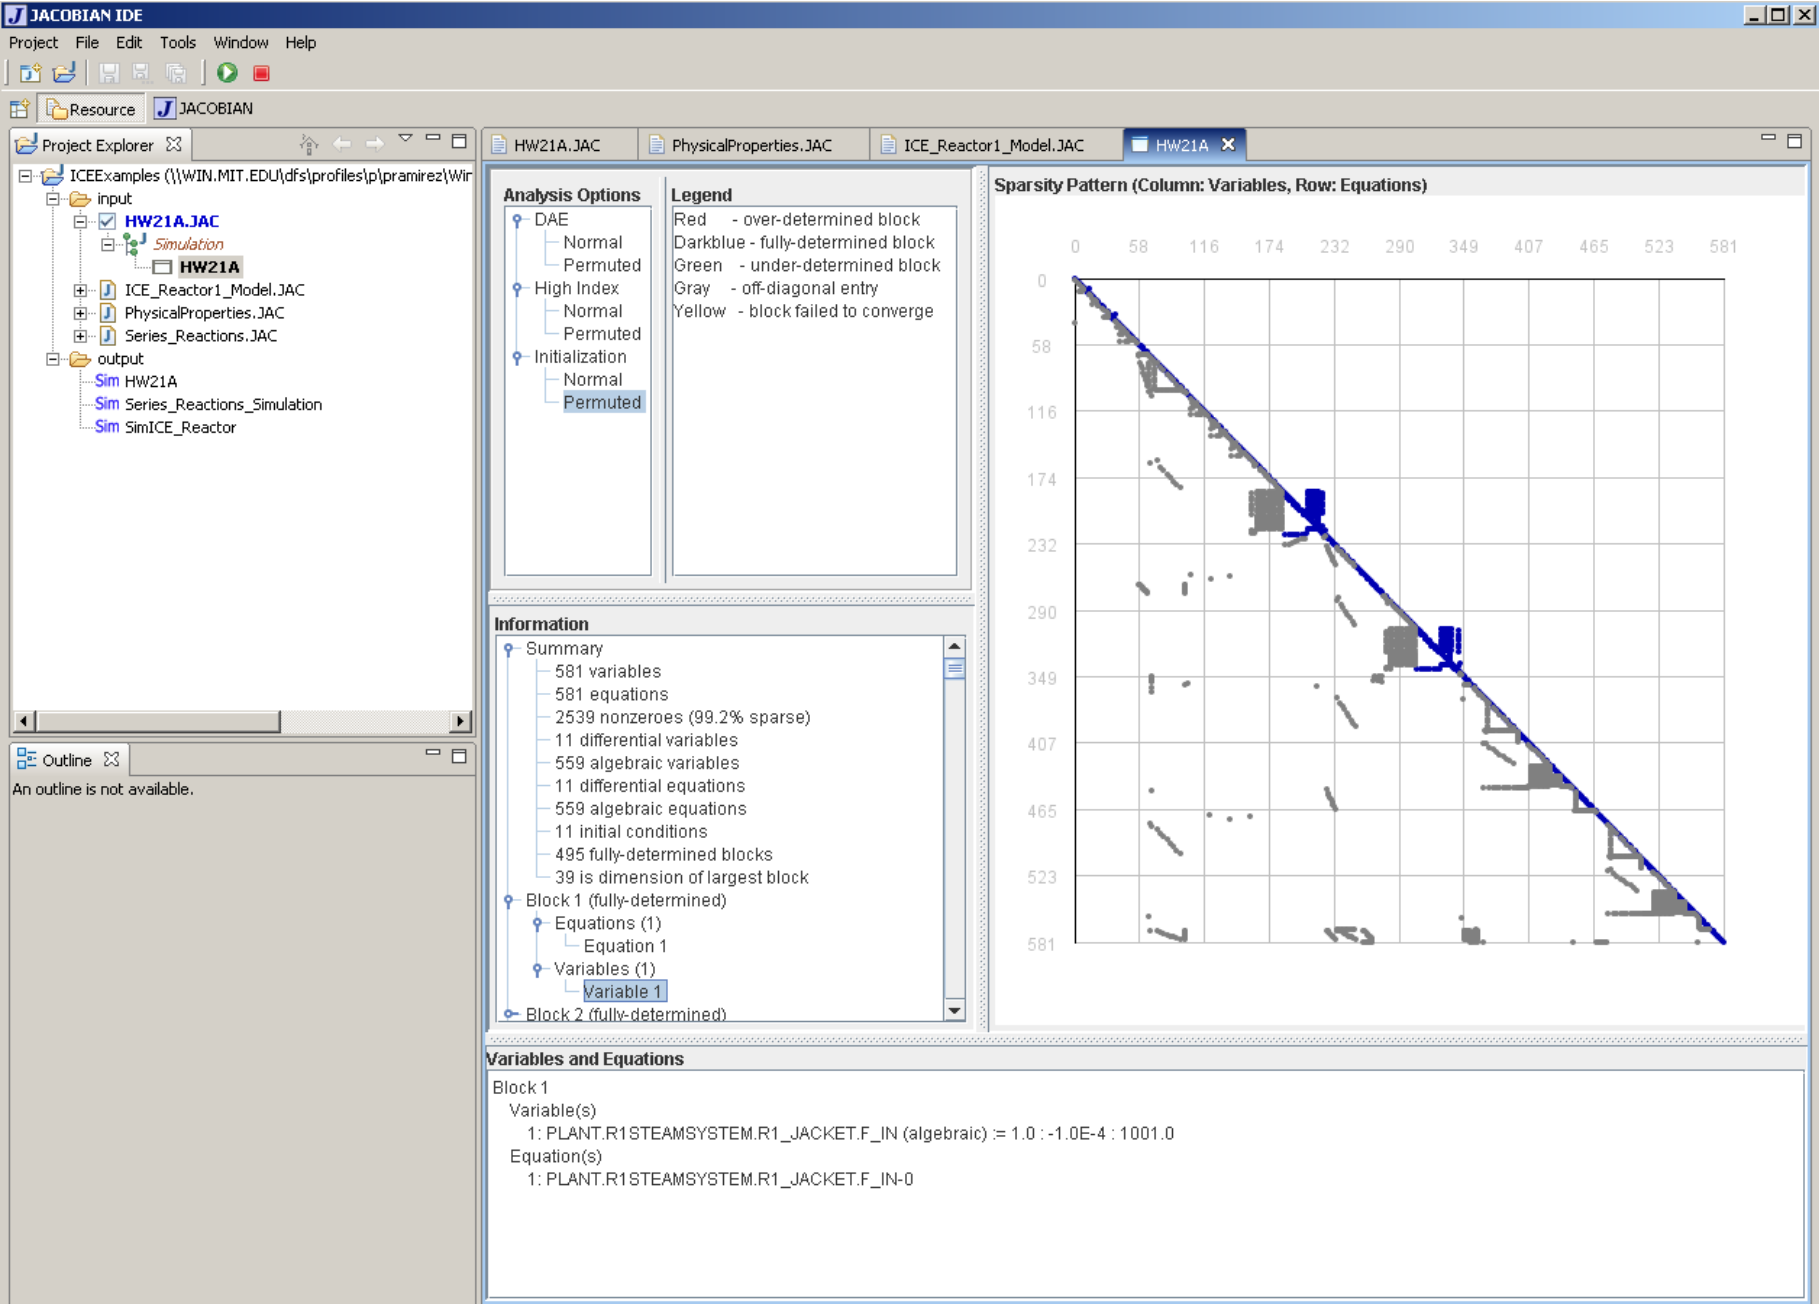 JACOBIAN IDE
Project File Edit Tools Window Help
Resource JACOBIAN
Project Explorer
ICEExamples (\\WIN.MIT.EDU\dfs\profiles\p\pramirez\Wir
input
HW21A.JAC
Simulation
HW21A
ICE_Reactor1_Model.JAC
PhysicalProperties.JAC
Series_Reactions.JAC
output
Sim HW21A
Sim Series_Reactions_Simulation
Sim SimICE_Reactor
Outline
An outline is not available.
HW21A.JAC PhysicalProperties.JAC ICE_Reactor1_Model.JAC HW21A
Analysis Options
DAE
Normal
Permuted
High Index
Normal
Permuted
Initialization
Normal
Permuted
Legend
Red - over-determined block
Darkblue - fully-determined block
Green - under-determined block
Gray - off-diagonal entry
Yellow - block failed to converge
Information
Summary
581 variables
581 equations
2539 nonzeroes (99.2% sparse)
11 differential variables
559 algebraic variables
11 differential equations
559 algebraic equations
11 initial conditions
495 fully-determined blocks
39 is dimension of largest block
Block 1 (fully-determined)
Equations (1)
Equation 1
Variables (1)
Variable 1
Block 2 (fully-determined)
Sparsity Pattern (Column: Variables, Row: Equations)
0 58 116 174 232 290 349 407 465 523 581
0
58
116
174
232
290
349
407
465
523
581
Variables and Equations
Block 1
Variable(s)
1: PLANT.R1STEAMSYSTEM.R1_JACKET.F_IN (algebraic) := 1.0 : -1.0E-4 : 1001.0
Equation(s)
1: PLANT.R1STEAMSYSTEM.R1_JACKET.F_IN-0